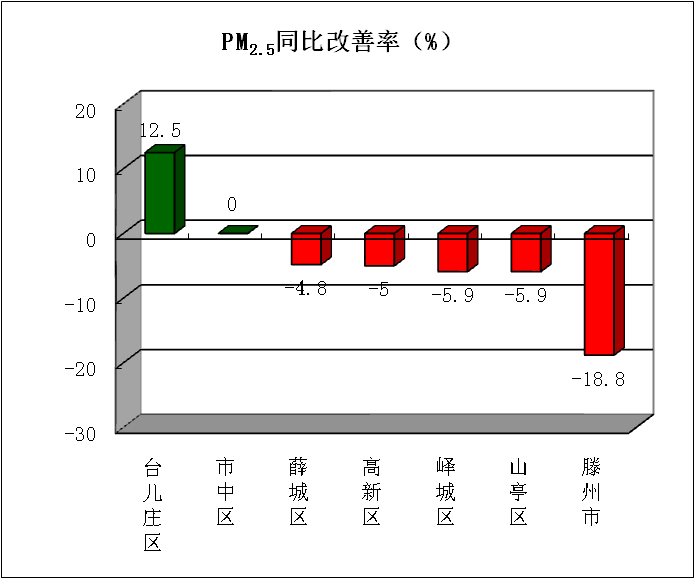 PM2.5同比改善率（%）
20
10
0
-10
-20
-30
12.5
0
-4.8
-5
-5.9
-5.9
-18.8
台儿庄区
市中区
薛城区
高新区
峄城区
山亭区
滕州市